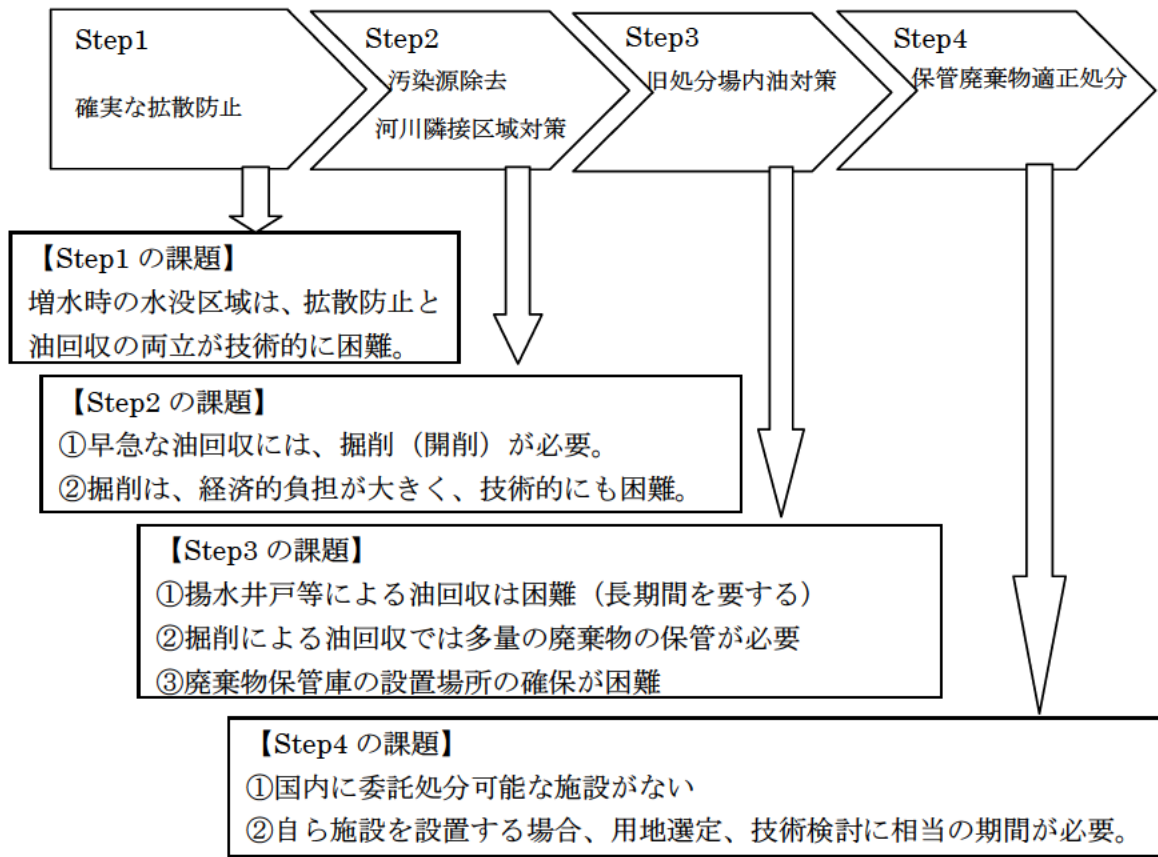 Step1
確実な拡散防止
Step2
汚染源除去
河川隣接区域対策
Step3
旧処分場内油対策
Step4
保管廃棄物適正処分
【Step1 の課題】
増水時の水没区域は、拡散防止と
油回収の両立が技術的に困難。
【Step2 の課題】
①早急な油回収には、掘削（開削）が必要。
②掘削は、経済的負担が大きく、技術的にも困難。
【Step3 の課題】
①揚水井戸等による油回収は困難（長期間を要する）
②掘削による油回収では多量の廃棄物の保管が必要
③廃棄物保管庫の設置場所の確保が困難
【Step4 の課題】
①国内に委託処分可能な施設がない
②自ら施設を設置する場合、用地選定、技術検討に相当の期間が必要。